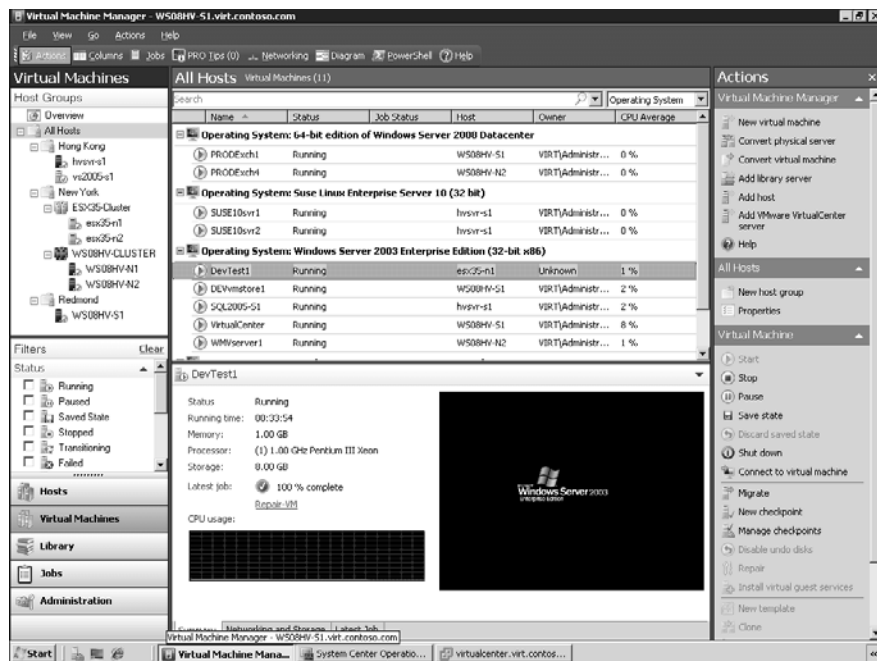 Virtual Machine Manager - WS08HV-S1.virt.contoso.com
File View Go Actions Help
Actions Columns Jobs PRO Tips (0) Networking Diagram PowerShell Help
Virtual Machines
Host Groups
Overview
All Hosts
Hong Kong
hvsvr-s1
vs2005-s1
New York
ESX35-Cluster
esx35-n1
esx35-n2
WS08HV-CLUSTER
WS08HV-N1
WS08HV-N2
Redmond
WS08HV-S1
Filters Clear
Status
Running
Paused
Saved State
Stopped
Transitioning
Failed
Hosts
Virtual Machines
Library
Jobs
Administration
All Hosts Virtual Machines (11)
Search Operating System
Name Status Job Status Host Owner CPU Average
Operating System: 64-bit edition of Windows Server 2008 Datacenter
PRODExch1 Running WS08HV-S1 VIRT\Administr... 0 %
PRODExch4 Running WS08HV-N2 VIRT\Administr... 0 %
Operating System: Suse Linux Enterprise Server 10 (32 bit)
SUSE10svr1 Running hvsvr-s1 VIRT\Administr... 0 %
SUSE10svr2 Running hvsvr-s1 VIRT\Administr... 0 %
Operating System: Windows Server 2003 Enterprise Edition (32-bit x86)
DevTest1 Running esx35-n1 Unknown 1 %
DEVvmstore1 Running WS08HV-S1 VIRT\Administr... 2 %
SQL2005-S1 Running hvsvr-s1 VIRT\Administr... 2 %
VirtualCenter Running WS08HV-S1 VIRT\Administr... 8 %
WMVserver1 Running WS08HV-N2 VIRT\Administr... 1 %
DevTest1
Status Running
Running time: 00:33:54
Memory: 1.00 GB
Processor: (1) 1.00 GHz Pentium III Xeon
Storage: 8.00 GB
Latest job: 100 % complete
Repair-VM
CPU usage:
Windows Server 2003
Enterprise Edition
Summary Networking and Storage Latest Job
Virtual Machine Manager - WS08HV-S1.virt.contoso.com
Actions
Virtual Machine Manager
New virtual machine
Convert physical server
Convert virtual machine
Add library server
Add host
Add VMware VirtualCenter
server
Help
All Hosts
New host group
Properties
Virtual Machine
Start
Stop
Pause
Save state
Discard saved state
Shut down
Connect to virtual machine
Migrate
New checkpoint
Manage checkpoints
Disable undo disks
Repair
Install virtual guest services
New template
Clone
Start Virtual Machine Mana... System Center Operatio... virtualcenter.virt.contos...